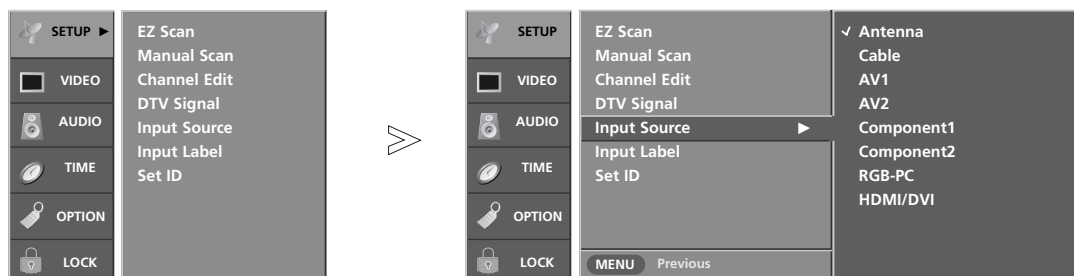 SETUP ►
VIDEO
AUDIO
TIME
OPTION
LOCK
EZ Scan
Manual Scan
Channel Edit
DTV Signal
Input Source
Input Label
Set ID
SETUP
VIDEO
AUDIO
TIME
OPTION
LOCK
EZ Scan
Manual Scan
Channel Edit
DTV Signal
Input Source ►
Input Label
Set ID
MENU Previous
✓ Antenna
Cable
AV1
AV2
Component1
Component2
RGB-PC
HDMI/DVI